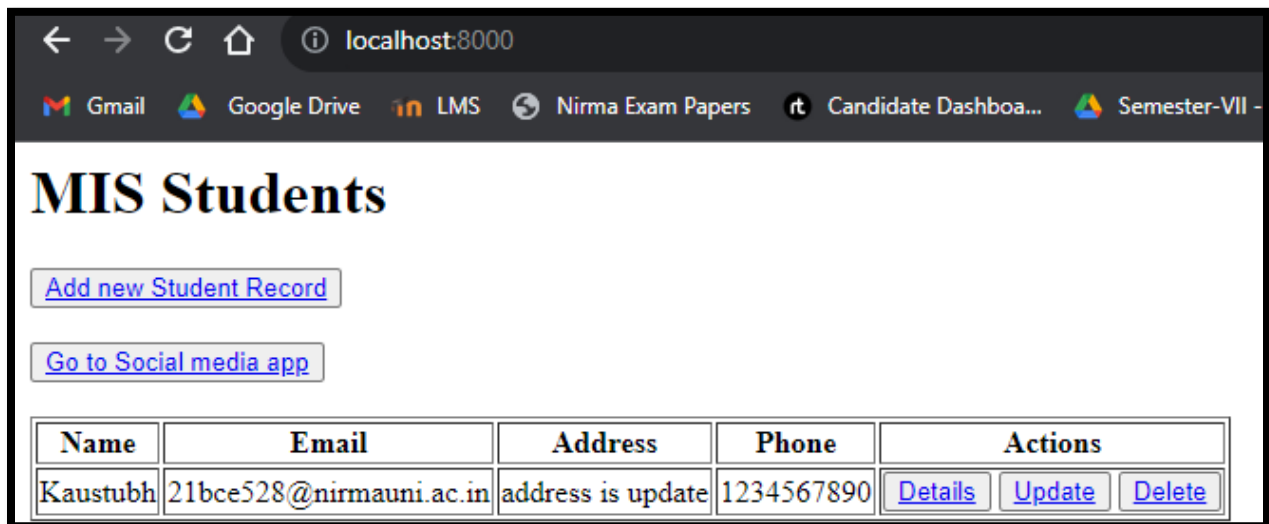 localhost:8000
Gmail Google Drive LMS Nirma Exam Papers rt Candidate Dashboa... Semester-VII -
MIS Students
Add new Student Record
Go to Social media app
Name Email Address Phone Actions
Kaustubh 21bce528@nirmauni.ac.in address is update 1234567890 Details Update Delete